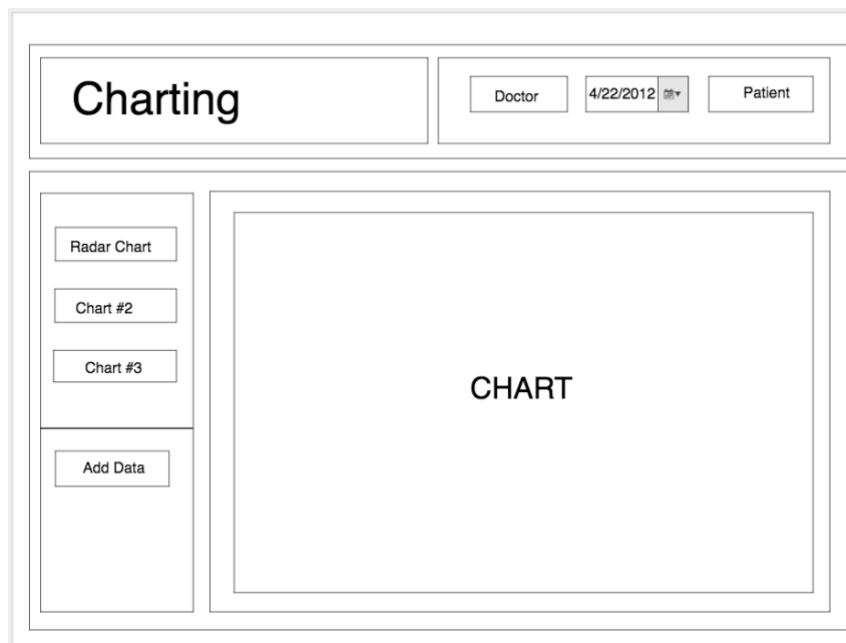 Charting
Doctor
4/22/2012
Patient
Radar Chart
Chart #2
Chart #3
Add Data
CHART